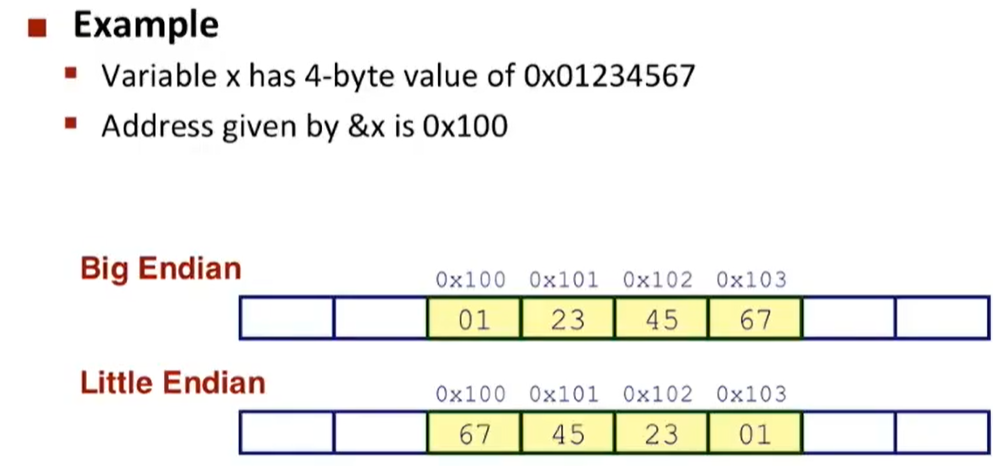 Example
Variable x has 4-byte value of 0x01234567
Address given by &x is 0x100
Big Endian
0x100 0x101 0x102 0x103
01 23 45 67
Little Endian
0x100 0x101 0x102 0x103
67 45 23 01